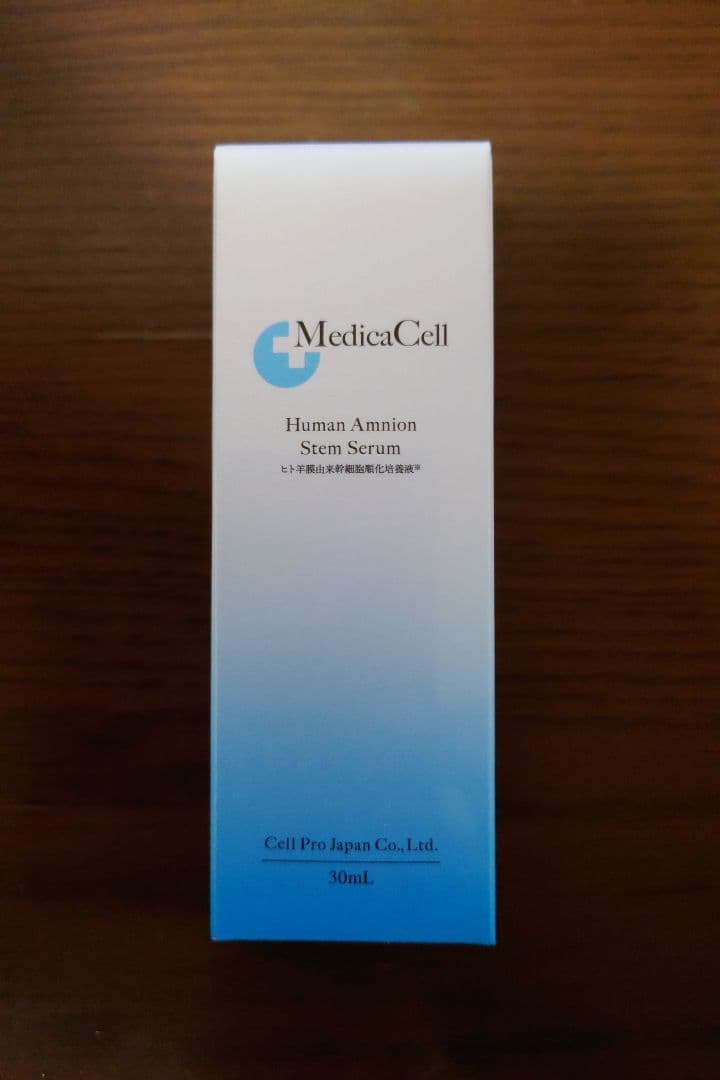 MedicaCell
Human Amnion
Stem Serum
ヒト羊膜由来幹細胞順化培養液※
Cell Pro Japan Co., Ltd.
30mL